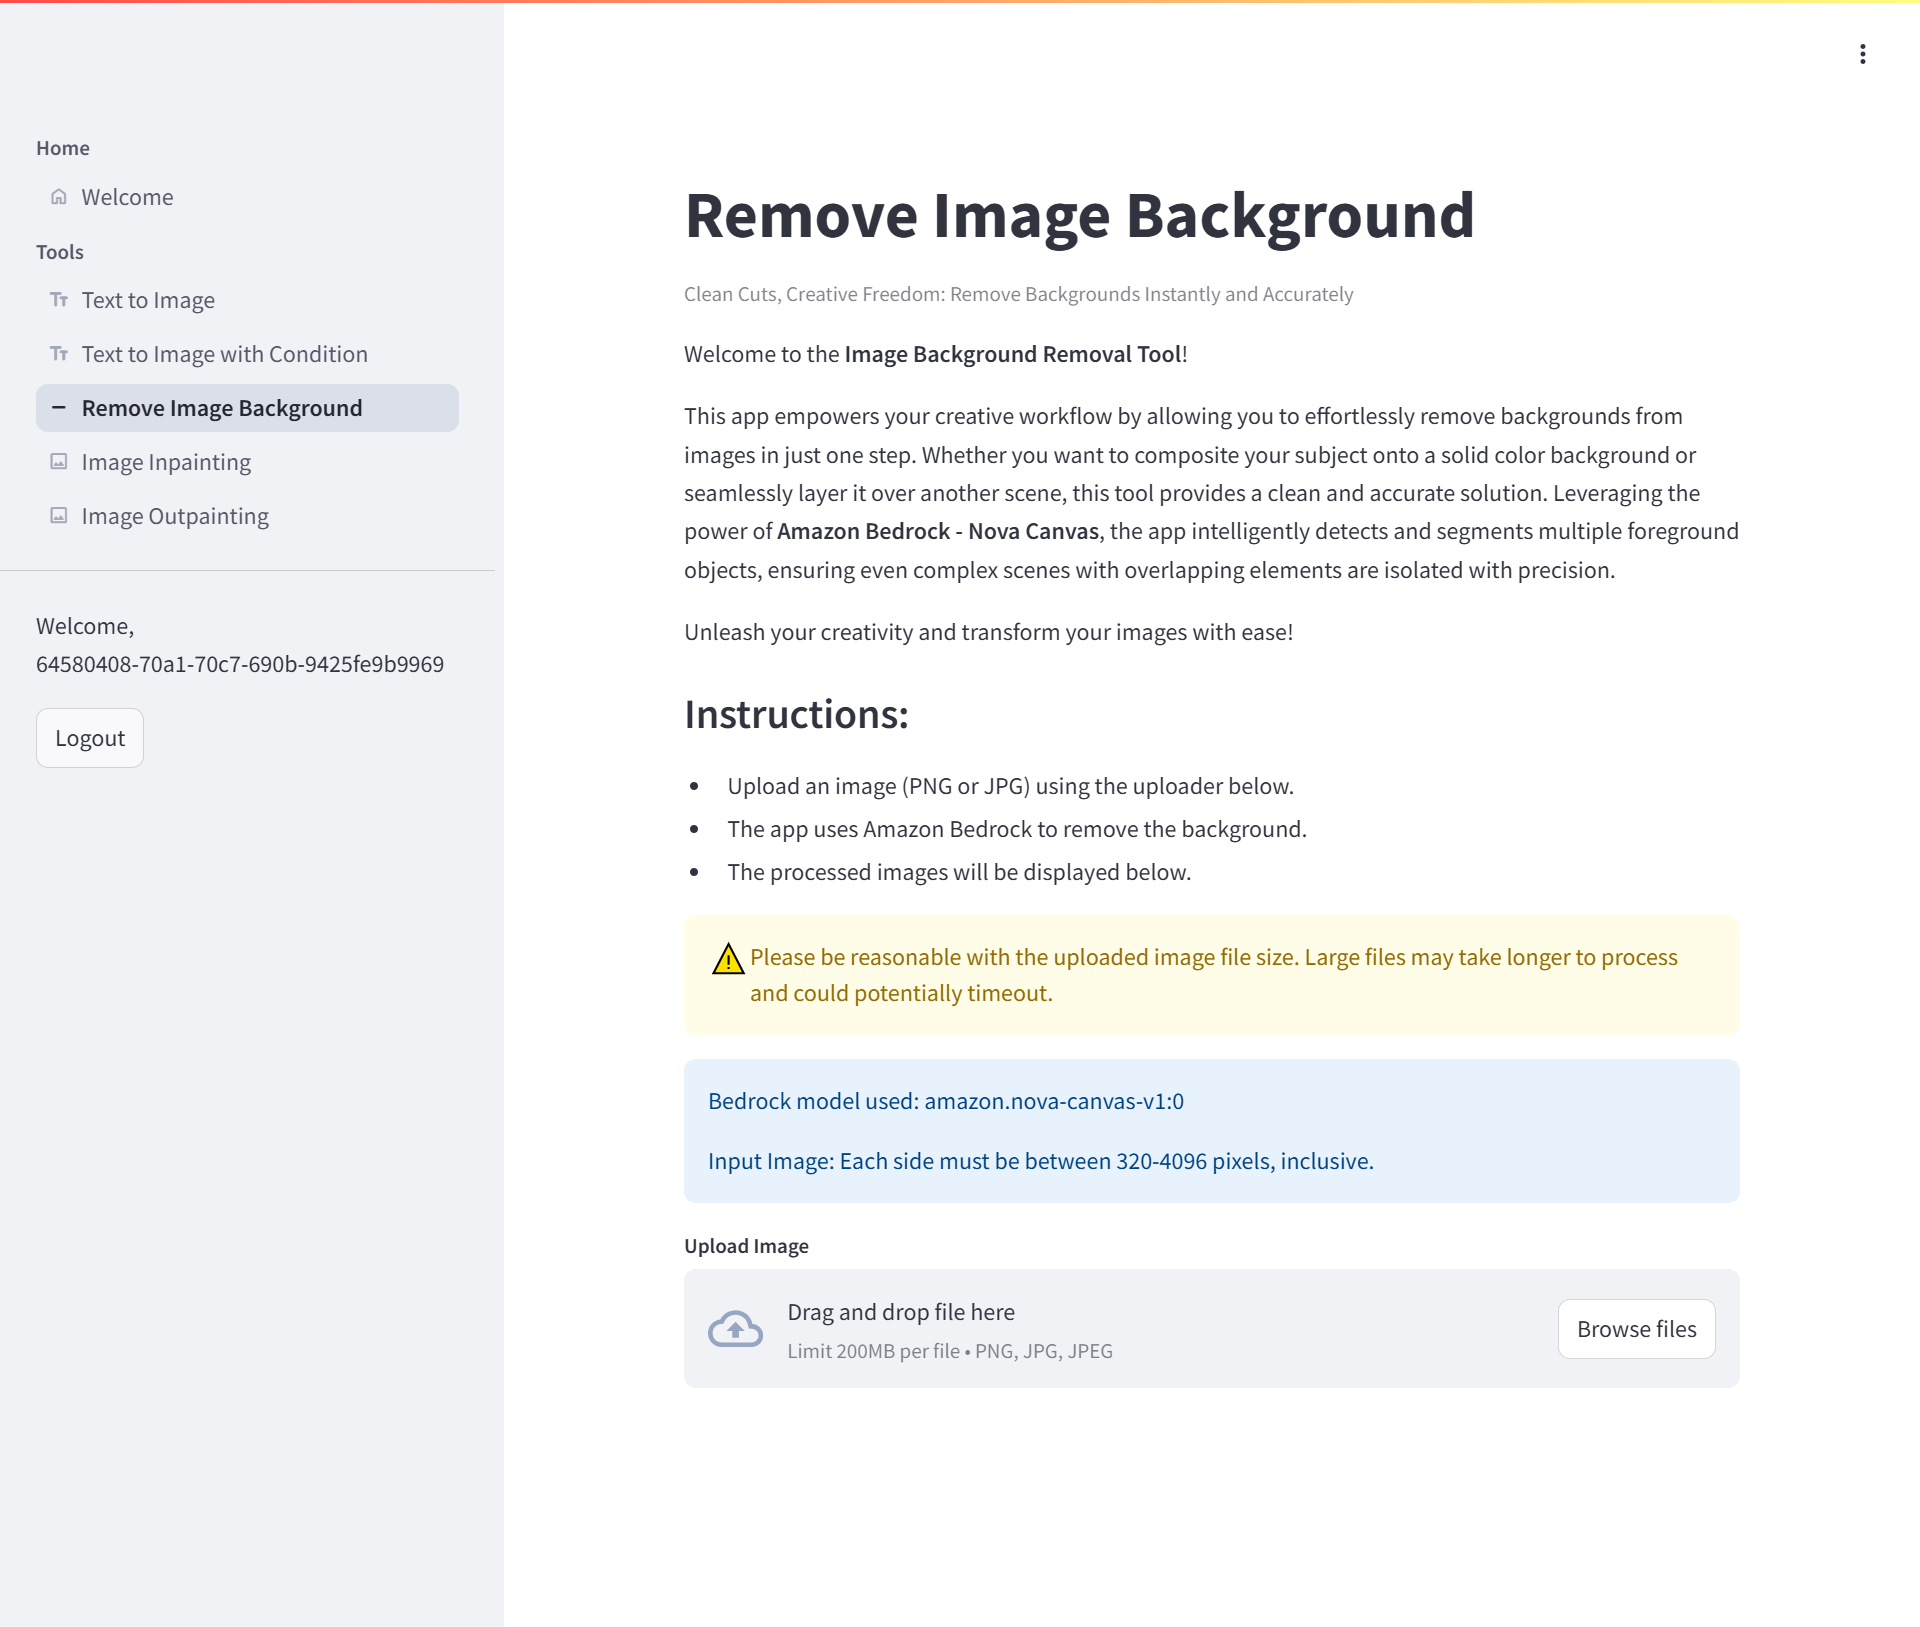 Home
Welcome
Tools
Text to Image
Text to Image with Condition
Remove Image Background
Image Inpainting
Image Outpainting
Welcome,
64580408-70a1-70c7-690b-9425fe9b9969
Logout
Remove Image Background
Clean Cuts, Creative Freedom: Remove Backgrounds Instantly and Accurately
Welcome to the Image Background Removal Tool!
This app empowers your creative workflow by allowing you to effortlessly remove backgrounds from
images in just one step. Whether you want to composite your subject onto a solid color background or
seamlessly layer it over another scene, this tool provides a clean and accurate solution. Leveraging the
power of Amazon Bedrock - Nova Canvas, the app intelligently detects and segments multiple foreground
objects, ensuring even complex scenes with overlapping elements are isolated with precision.
Unleash your creativity and transform your images with ease!
Instructions:
• Upload an image (PNG or JPG) using the uploader below.
• The app uses Amazon Bedrock to remove the background.
• The processed images will be displayed below.
Please be reasonable with the uploaded image file size. Large files may take longer to process
and could potentially timeout.
Bedrock model used: amazon.nova-canvas-v1:0
Input Image: Each side must be between 320-4096 pixels, inclusive.
Upload Image
Drag and drop file here
Limit 200MB per file • PNG, JPG, JPEG
Browse files